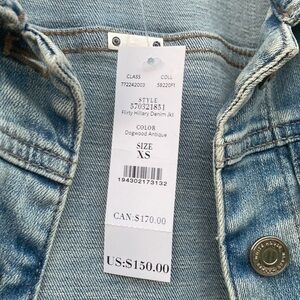 CLASS COLL
772242003 S9220F1
STYLE
570321851
Flirty Hillary Denim Jkt
COLOR
Dogwood Antique
SIZE
XS
194302173132
CAN:$170.00
US:$150.00